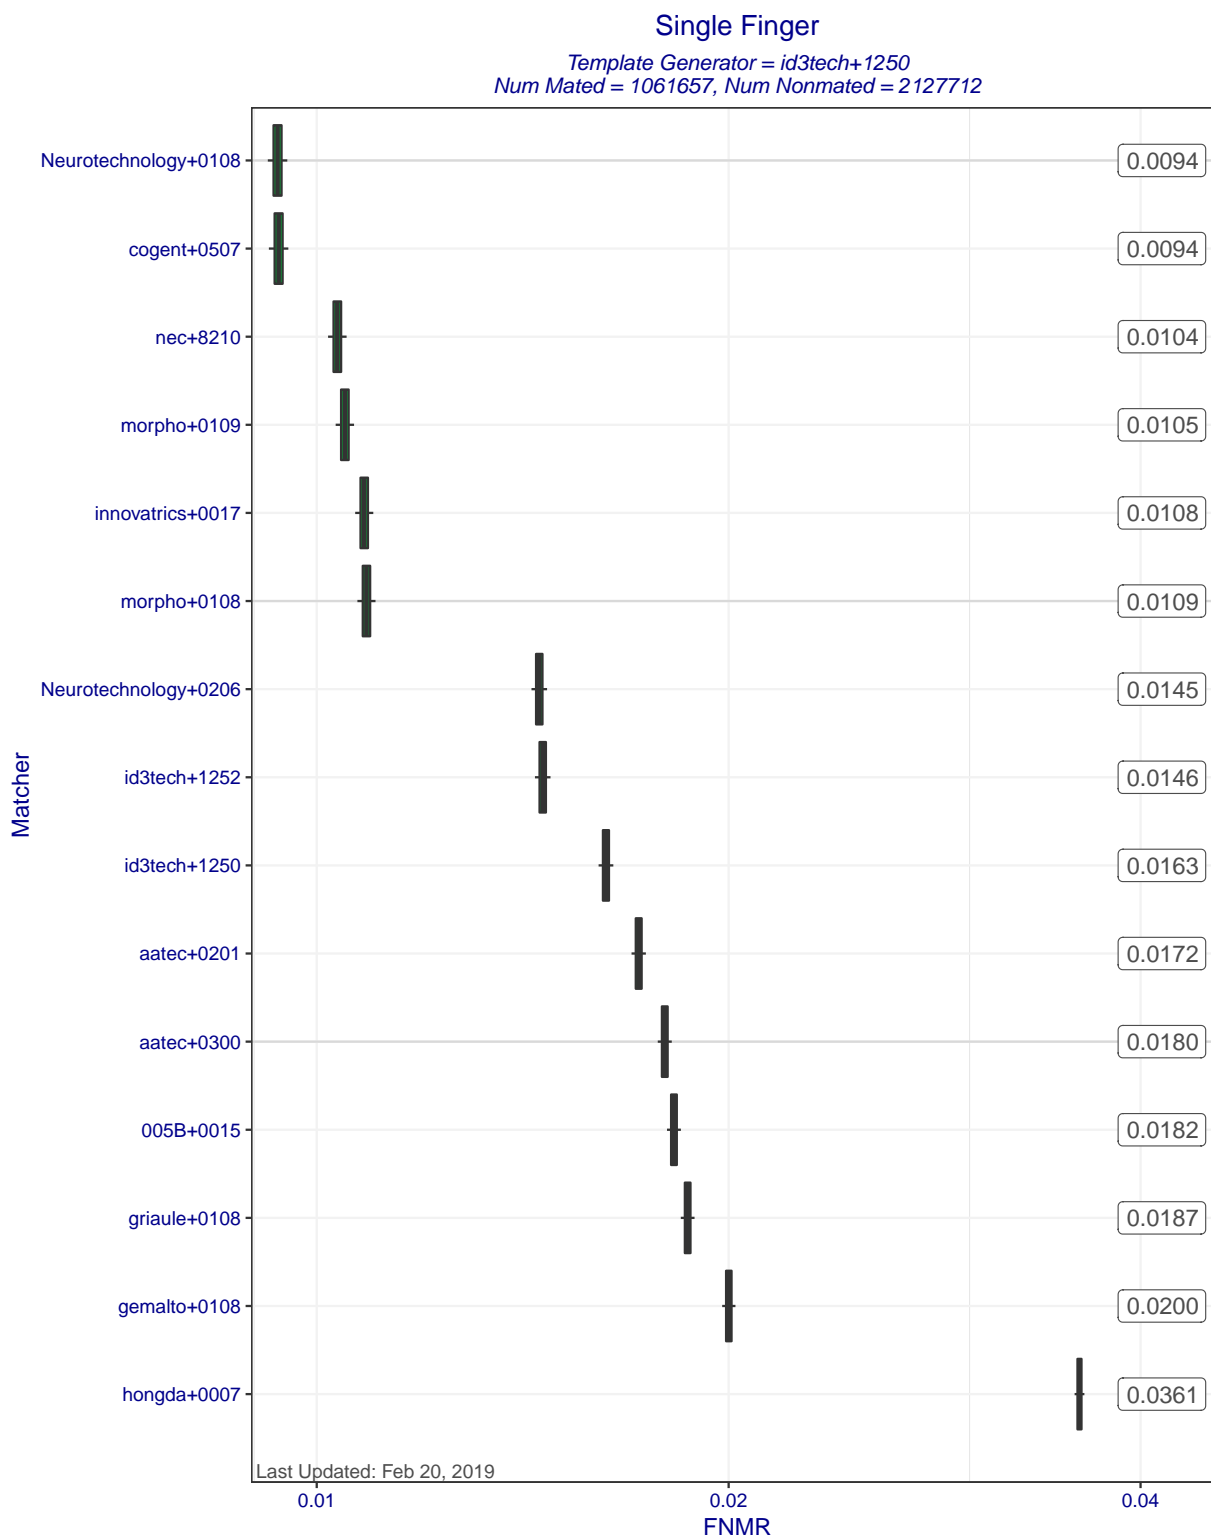 Single Finger
Template Generator = id3tech+1250
Num Mated = 1061657, Num Nonmated = 2127712
Neurotechnology+0108 0.0094
cogent+0507 0.0094
nec+8210 0.0104
morpho+0109 0.0105
innovatrics+0017 0.0108
morpho+0108 0.0109
Neurotechnology+0206 0.0145
id3tech+1252 0.0146
id3tech+1250 0.0163
aatec+0201 0.0172
aatec+0300 0.0180
005B+0015 0.0182
griaule+0108 0.0187
gemalto+0108 0.0200
hongda+0007 0.0361
Matcher
Last Updated: Feb 20, 2019
0.01 0.02 0.04
FNMR